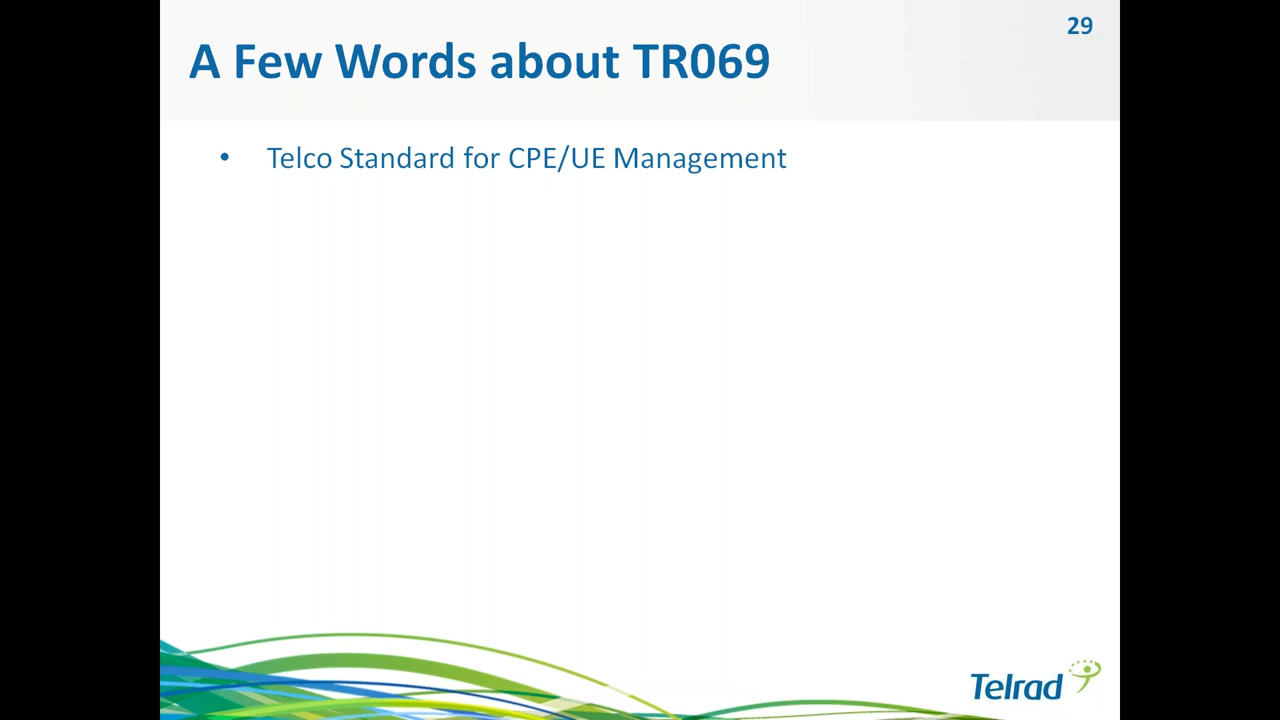 29
A Few Words about TR069
• Telco Standard for CPE/UE Management
Telrad